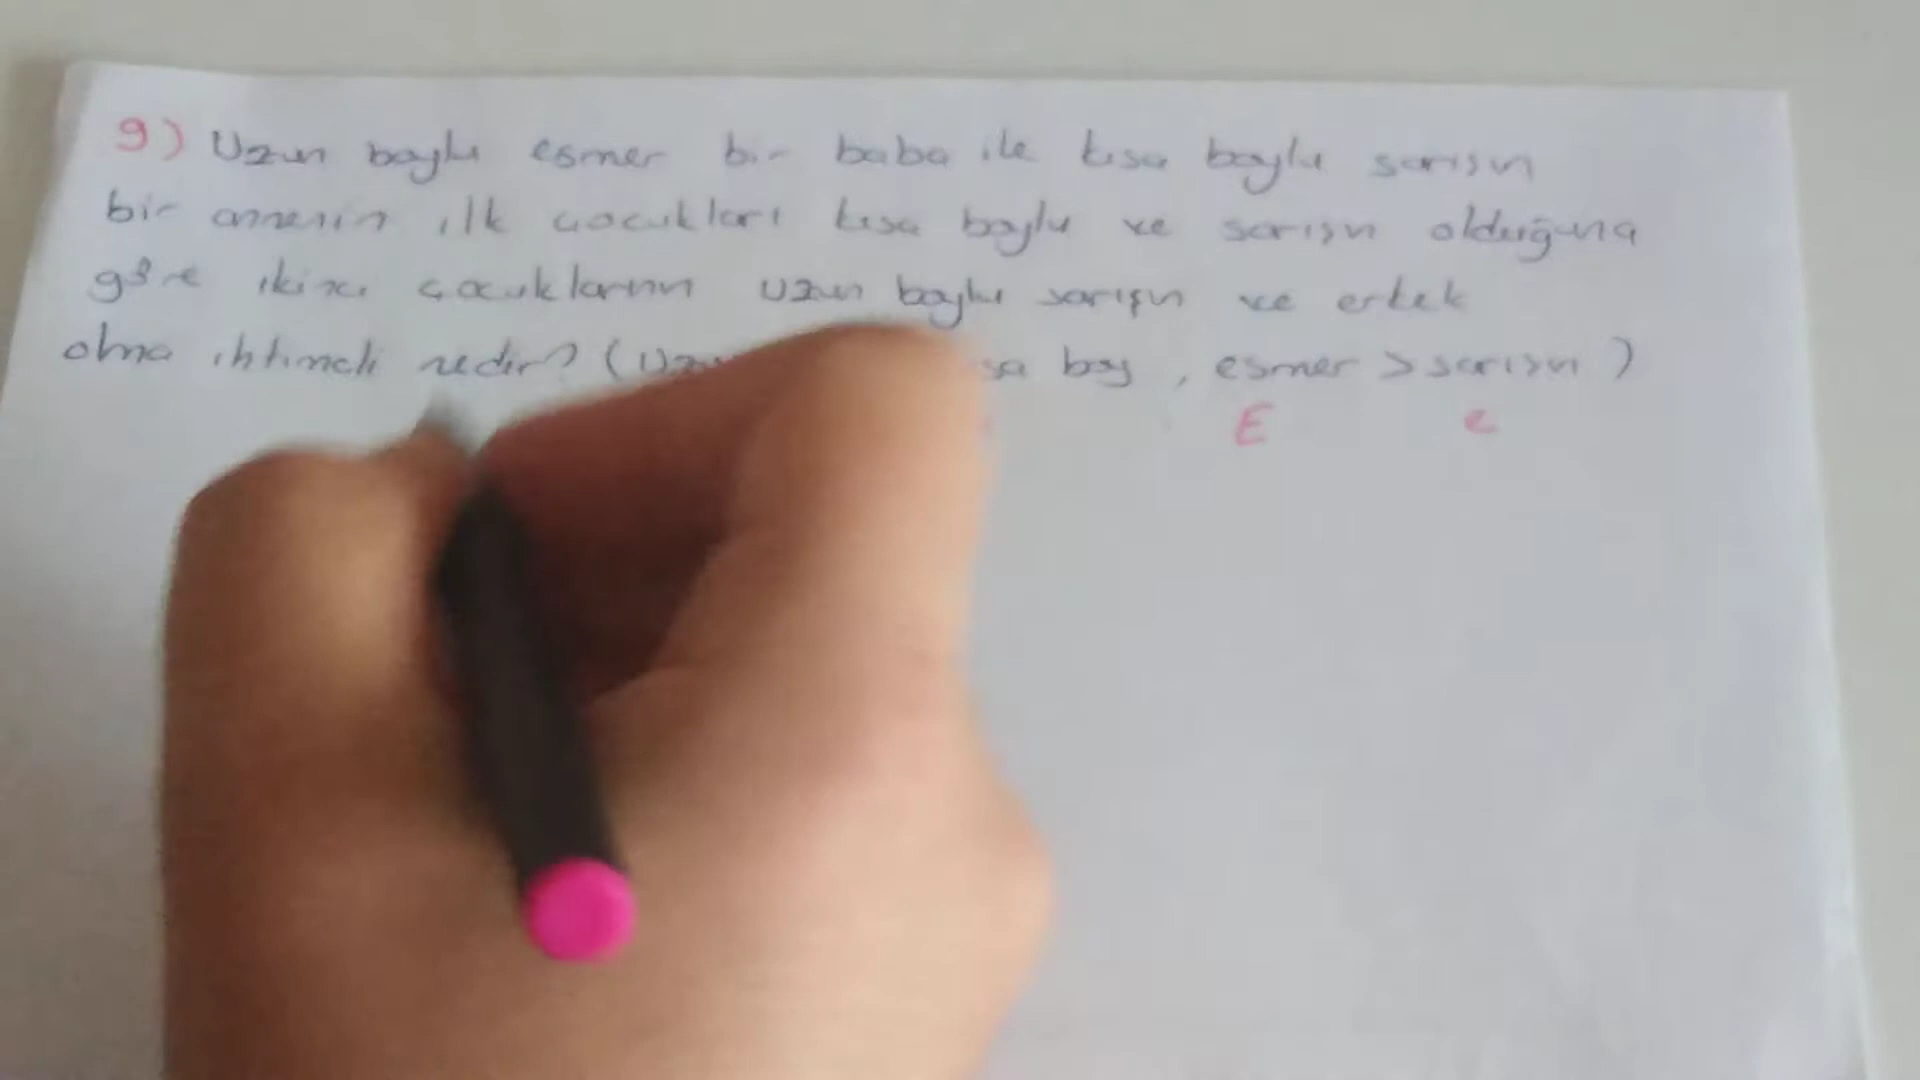 9) Uzun boylu esmer bir baba ile kısa boylu sarışın
bir annenin ilk çocukları kısa boylu ve sarışın olduğuna
göre ikinci çocuklarının uzun boylu sarışın ve erkek
olma ihtimali nedir? (Uzu boy, esmer > sarışın)
E e